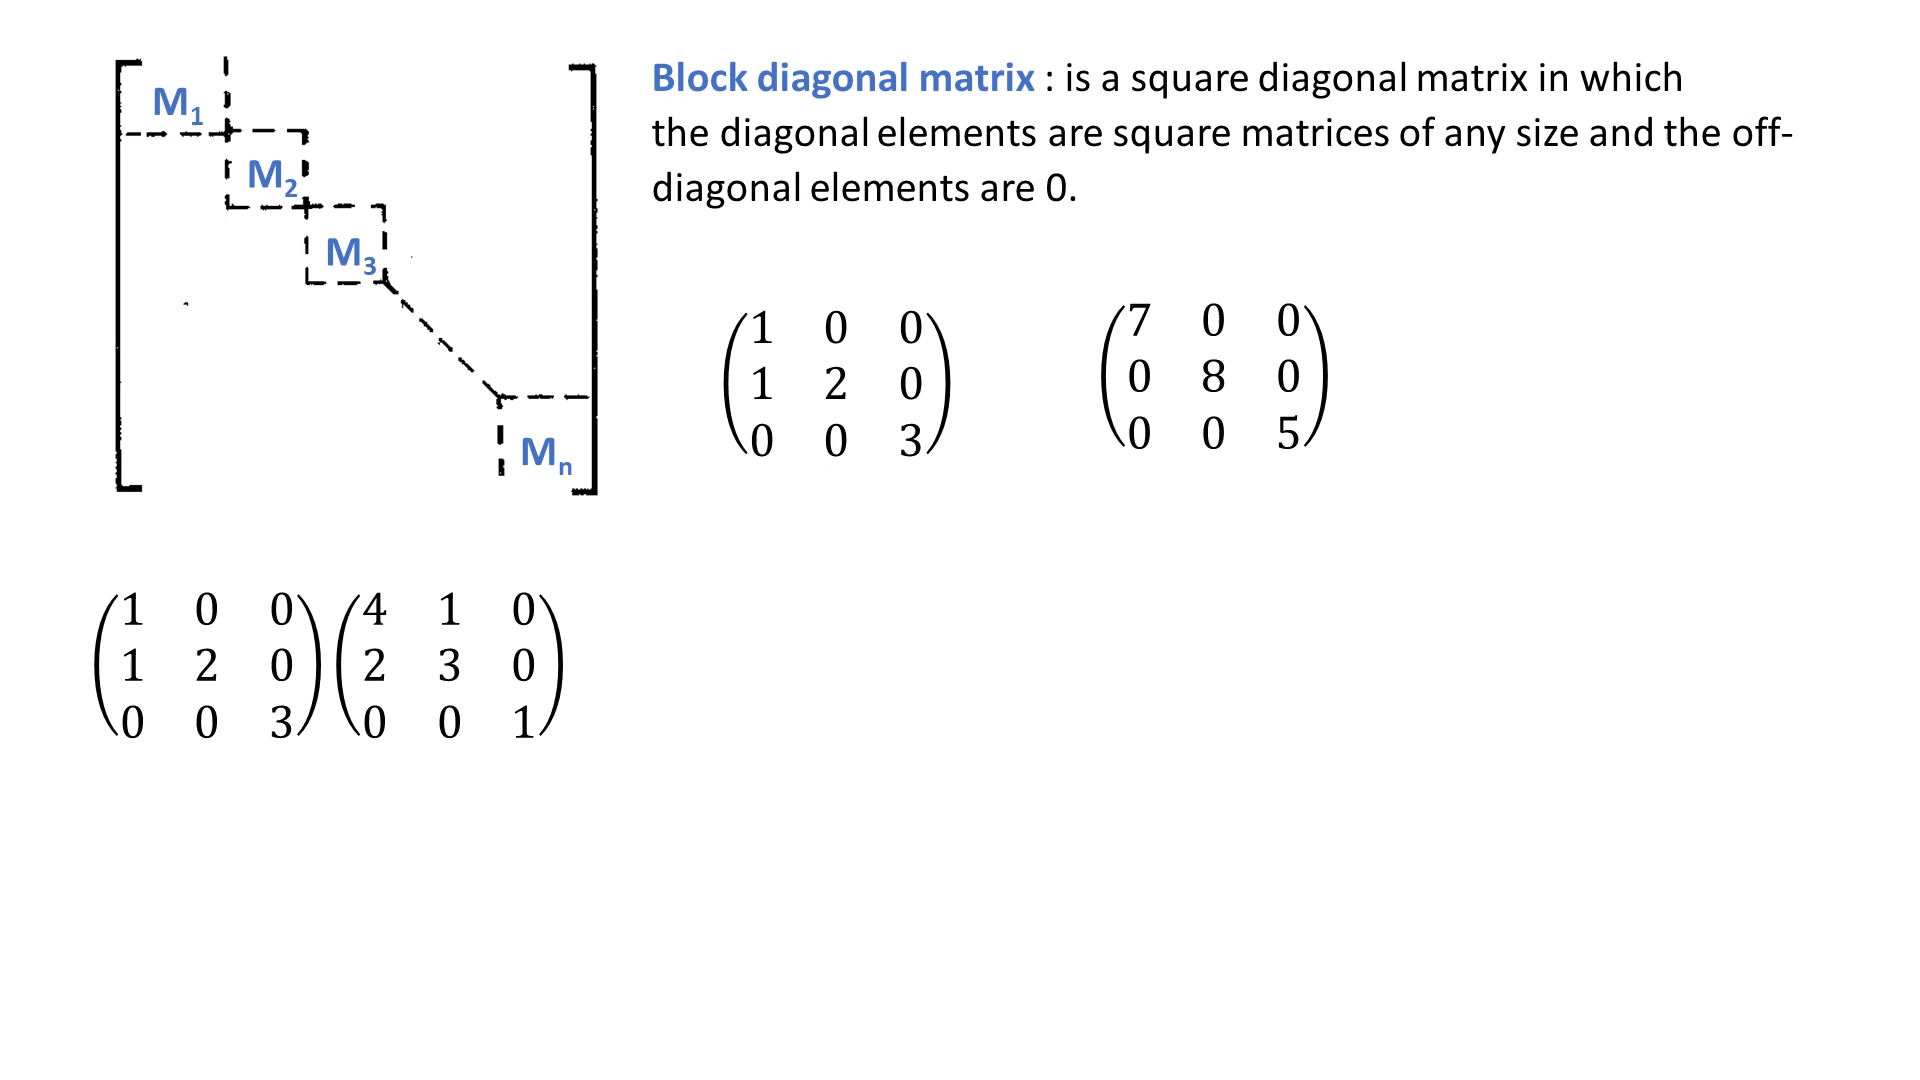 M₁
M₂
M₃
Mₙ
Block diagonal matrix : is a square diagonal matrix in which
the diagonal elements are square matrices of any size and the off-
diagonal elements are 0.
1 0 0
1 2 0
0 0 3
7 0 0
0 8 0
0 0 5
1 0 0 4 1 0
1 2 0 2 3 0
0 0 3 0 0 1